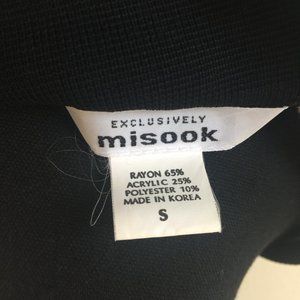 EXCLUSIVELY
misook
RAYON 65%
ACRYLIC 25%
POLYESTER 10%
MADE IN KOREA
S